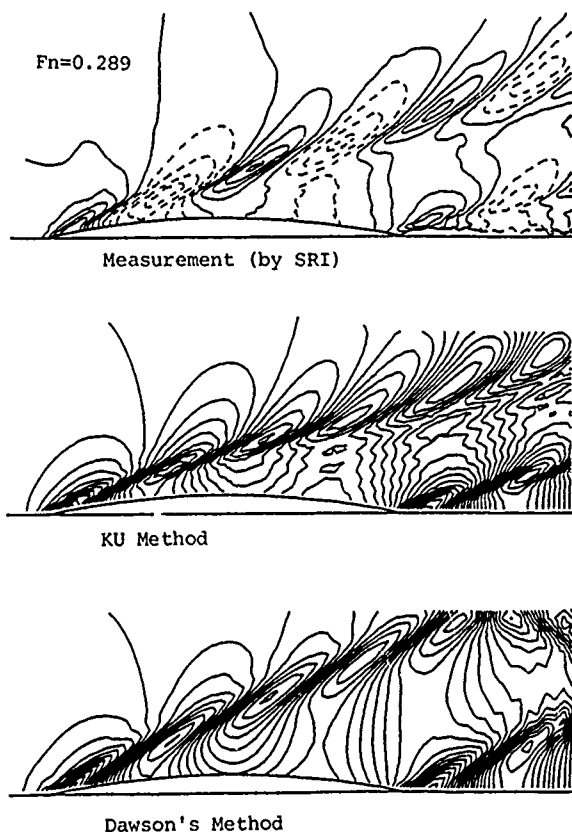 Fn=0.289
Measurement (by SRI)
KU Method
Dawson's Method